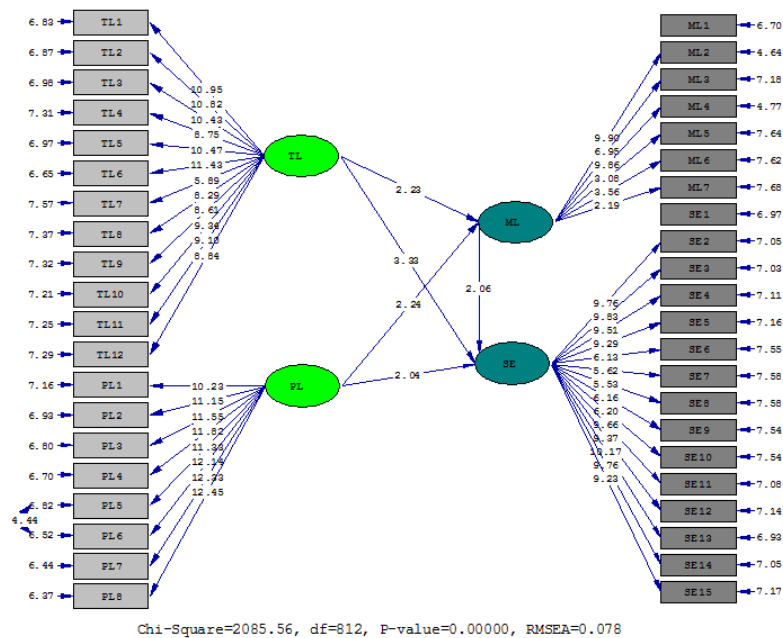 6.83 TL1
6.87 TL2
6.98 TL3
7.31 TL4
6.97 TL5
6.65 TL6
7.57 TL7
7.37 TL8
7.32 TL9
7.21 TL10
7.25 TL11
7.29 TL12
7.16 PL1
6.93 PL2
6.80 PL3
6.70 PL4
6.82 PL5
4.44
6.52 PL6
6.44 PL7
6.37 PL8
10.95
10.82
10.43
8.75
10.47
11.43
5.89
8.29
8.61
9.34
9.10
8.84
10.23
11.15
11.55
11.82
11.33
12.14
12.33
12.45
TL
PL
2.23
3.33
2.24
2.06
2.04
ML
SE
9.90
6.95
9.86
3.08
3.56
2.19
9.76
9.83
9.51
9.29
6.13
5.62
5.53
6.16
6.20
9.66
9.37
10.17
9.76
9.23
ML1 6.70
ML2 4.64
ML3 7.18
ML4 4.77
ML5 7.64
ML6 7.62
ML7 7.68
SE1 6.97
SE2 7.05
SE3 7.03
SE4 7.11
SE5 7.16
SE6 7.55
SE7 7.58
SE8 7.58
SE9 7.54
SE10 7.54
SE11 7.08
SE12 7.14
SE13 6.93
SE14 7.05
SE15 7.17
Chi-Square=2085.56, df=812, P-value=0.00000, RMSEA=0.078